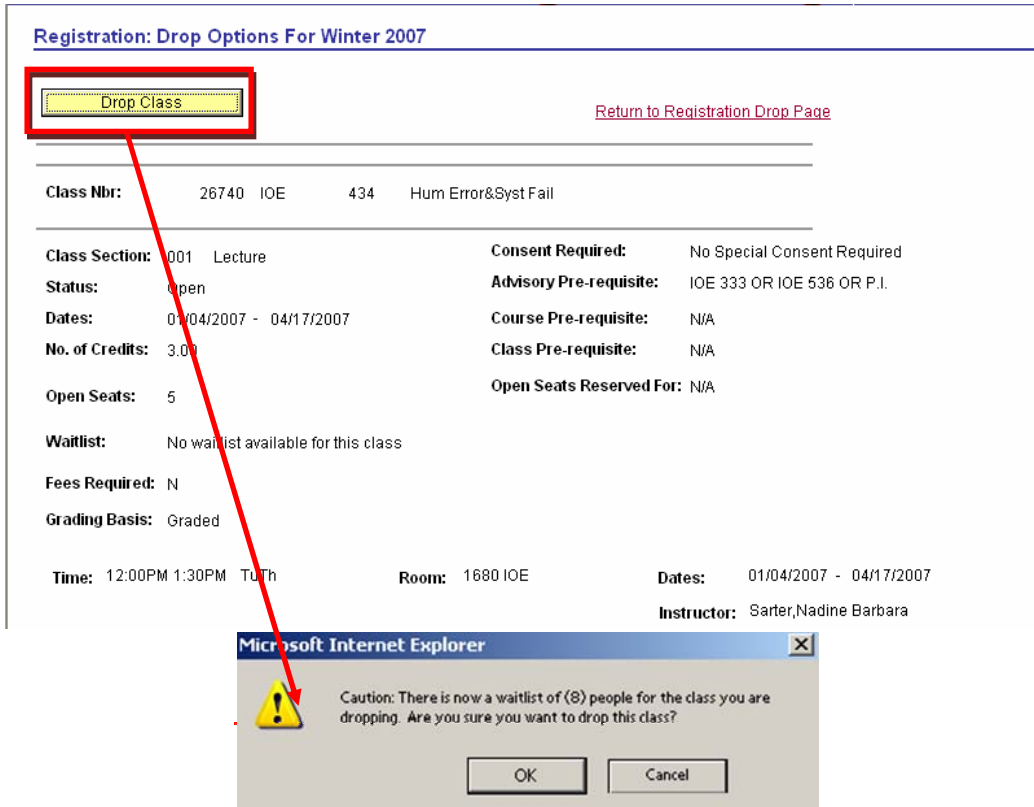 Registration: Drop Options For Winter 2007
Drop Class
Return to Registration Drop Page
Class Nbr: 26740 IOE 434 Hum Error&Syst Fail
Class Section: 001 Lecture Consent Required: No Special Consent Required
Status: Open Advisory Pre-requisite: IOE 333 OR IOE 536 OR P.I.
Dates: 01/04/2007 - 04/17/2007 Course Pre-requisite: N/A
No. of Credits: 3.00 Class Pre-requisite: N/A
Open Seats: 5 Open Seats Reserved For: N/A
Waitlist: No waitlist available for this class
Fees Required: N
Grading Basis: Graded
Time: 12:00PM 1:30PM TuTh Room: 1680 IOE Dates: 01/04/2007 - 04/17/2007
Instructor: Sarter,Nadine Barbara
Microsoft Internet Explorer
Caution: There is now a waitlist of (8) people for the class you are
dropping. Are you sure you want to drop this class?
OK Cancel